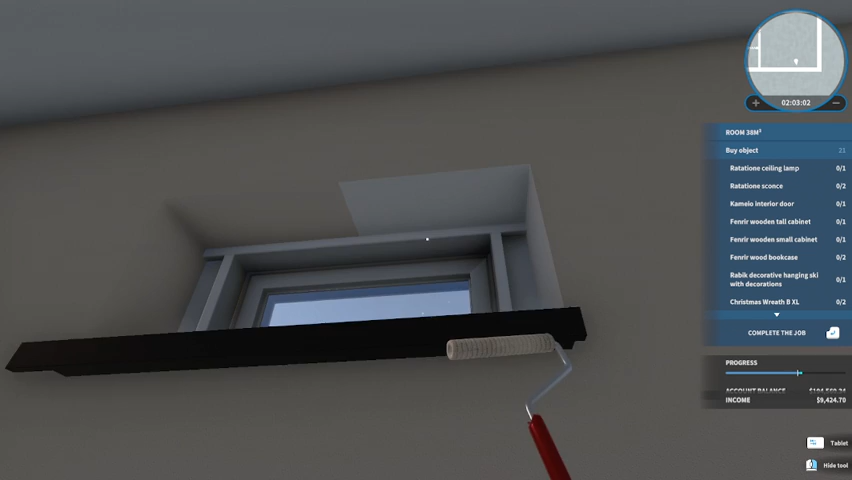 + 02:03:02 −
ROOM 38M²
Buy object 21
Ratatione ceiling lamp 0/1
Ratatione sconce 0/2
Kameio interior door 0/1
Fenrir wooden tall cabinet 0/1
Fenrir wooden small cabinet 0/1
Fenrir wood bookcase 0/2
Rabik decorative hanging ski
with decorations 0/1
Christmas Wreath B XL 0/2
COMPLETE THE JOB
PROGRESS
ACCOUNT BALANCE
INCOME $9,424.70
Tablet
Hide tool